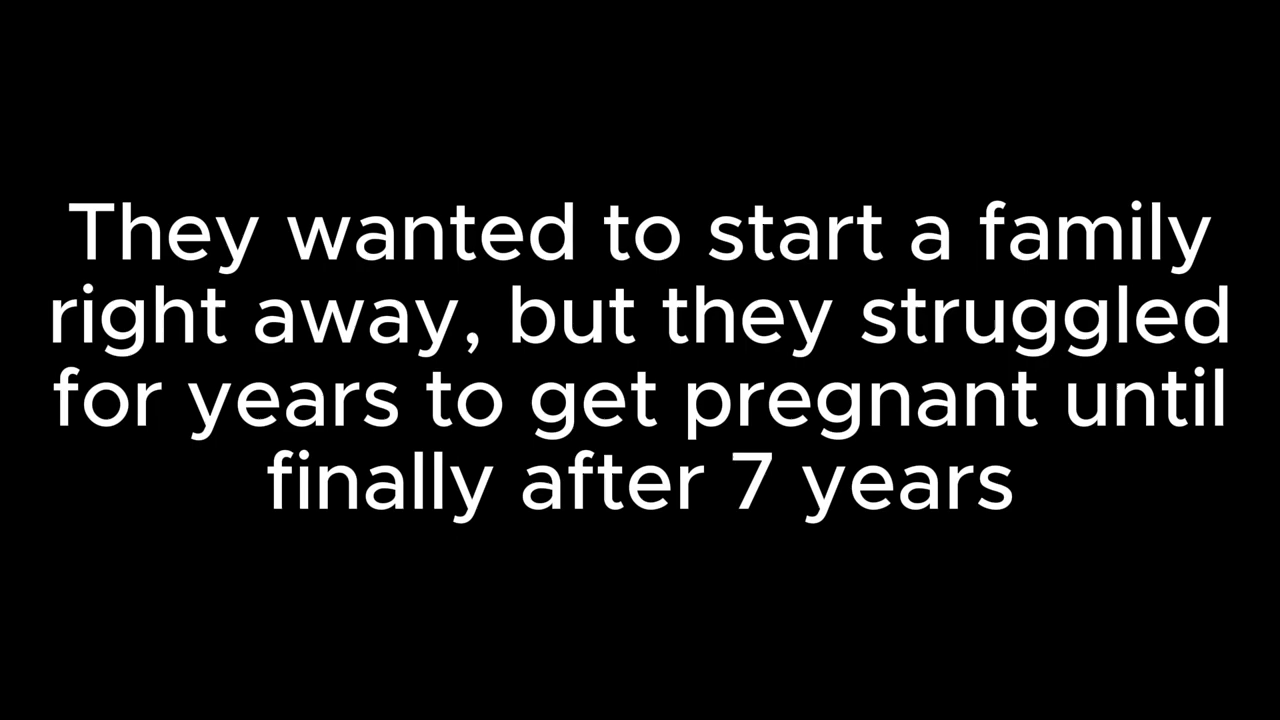 They wanted to start a family
right away, but they struggled
for years to get pregnant until
finally after 7 years